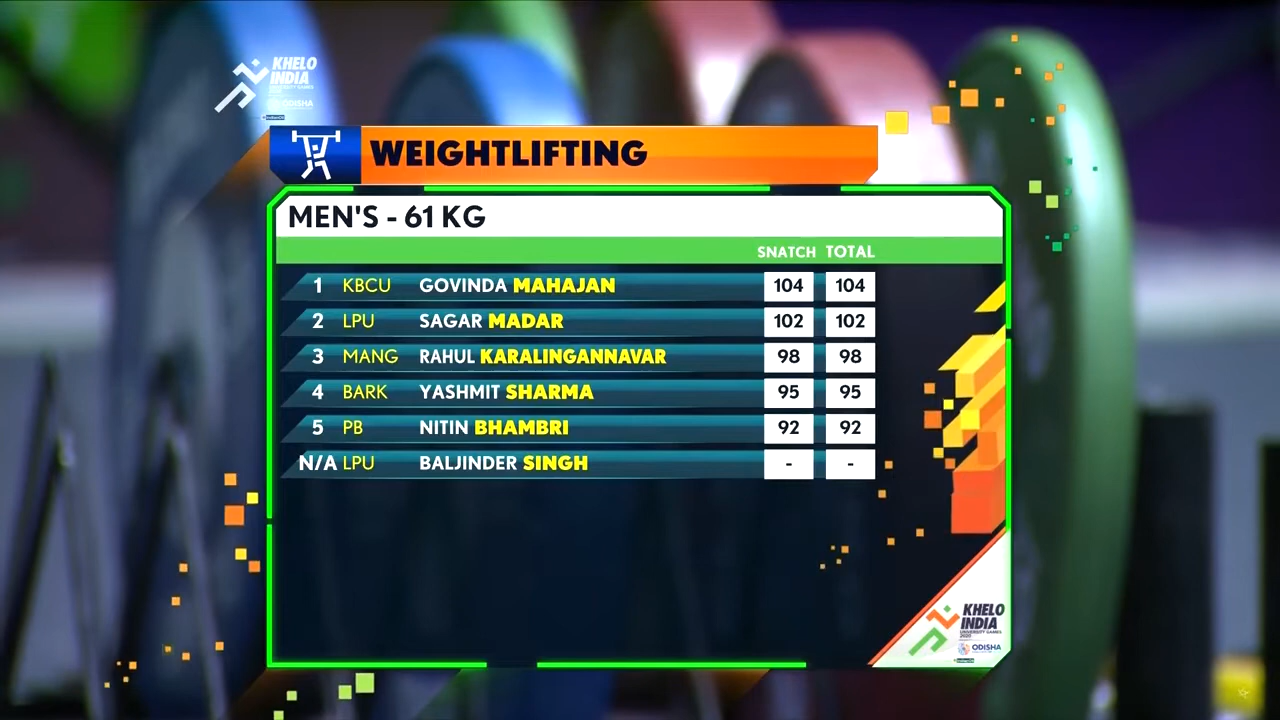 KHELO
INDIA
ODISHA
WEIGHTLIFTING
MEN'S - 61 KG
SNATCH TOTAL
1 KBCU GOVINDA MAHAJAN 104 104
2 LPU SAGAR MADAR 102 102
3 MANG RAHUL KARALINGANNAVAR 98 98
4 BARK YASHMIT SHARMA 95 95
5 PB NITIN BHAMBRI 92 92
N/A LPU BALJINDER SINGH - -
KHELO
INDIA
UNIVERSITY GAMES
2020
ODISHA